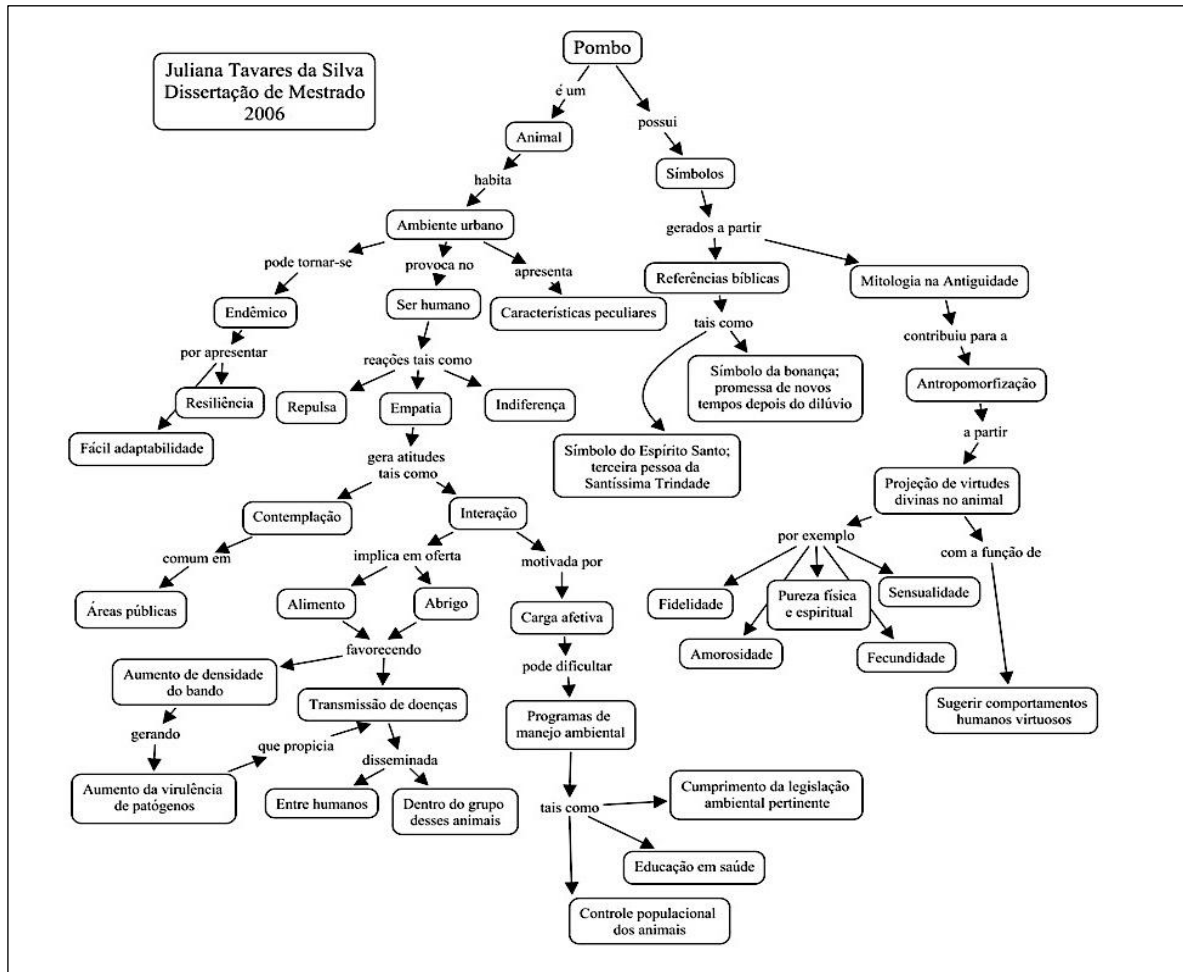 Pombo
Juliana Tavares da Silva
Dissertação de Mestrado
2006
é um
possui
Animal
Símbolos
habita
gerados a partir
Ambiente urbano
pode tornar-se
provoca no
apresenta
Referências bíblicas
Mitologia na Antiguidade
Endêmico
Ser humano
Características peculiares
tais como
contribuiu para a
por apresentar
reações tais como
Símbolo da bonança;
promessa de novos
tempos depois do dilúvio
Antropomorfização
Resiliência
Repulsa
Empatia
Indiferença
Fácil adaptabilidade
a partir
gera atitudes
tais como
Símbolo do Espírito Santo;
terceira pessoa da
Santíssima Trindade
Projeção de virtudes
divinas no animal
Contemplação
Interação
por exemplo
com a função de
comum em
implica em oferta
motivada por
Áreas públicas
Alimento
Abrigo
Carga afetiva
Fidelidade
Pureza física
e espiritual
Sensualidade
Amorosidade
Fecundidade
favorecendo
pode dificultar
Aumento de densidade
do bando
Transmissão de doenças
Programas de
manejo ambiental
Sugerir comportamentos
humanos virtuosos
gerando
que propicia
disseminada
Aumento da virulência
de patógenos
Entre humanos
Dentro do grupo
desses animais
tais como
Cumprimento da legislação
ambiental pertinente
Educação em saúde
Controle populacional
dos animais